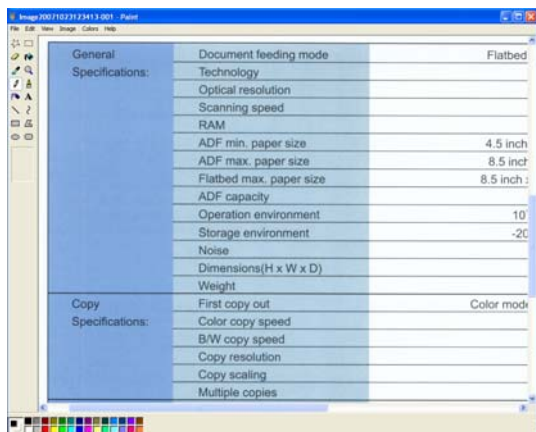 Image20071023123413-001 - Paint
File Edit View Image Colors Help
General Document feeding mode Flatbed
Specifications: Technology
Optical resolution
Scanning speed
RAM
ADF min. paper size 4.5 inch
ADF max. paper size 8.5 inch
Flatbed max. paper size 8.5 inch
ADF capacity
Operation environment 10
Storage environment -20
Noise
Dimensions(H x W x D)
Weight
Copy First copy out Color mode
Specifications: Color copy speed
B/W copy speed
Copy resolution
Copy scaling
Multiple copies